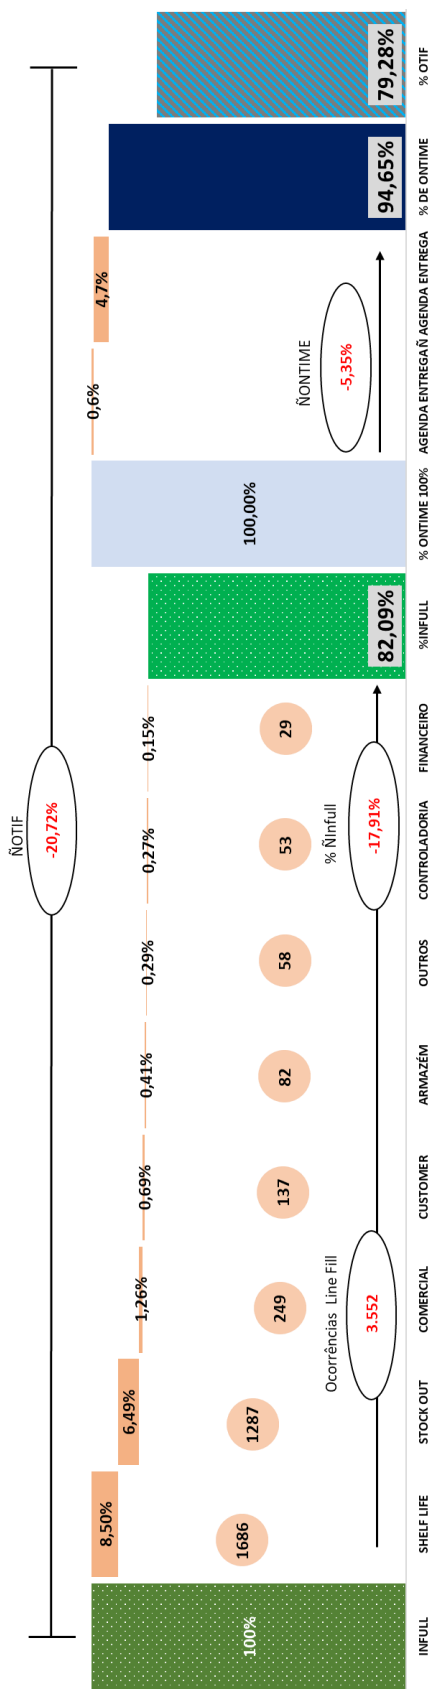 ÑOTIF
-20,72%
100%
8,50%
6,49%
1,26%
0,69%
0,41%
0,29%
0,27%
0,15%
82,09%
100,00%
0,6%
4,7%
94,65%
79,28%
1686
1287
249
137
82
58
53
29
Ocorrências Line Fill
3.552
% ÑInfull
-17,91%
ÑONTIME
-5,35%
INFULL
SHELF LIFE
STOCK OUT
COMERCIAL
CUSTOMER
ARMAZÉM
OUTROS
CONTROLADORIA
FINANCEIRO
%INFULL
% ONTIME 100%
AGENDA ENTREGA
Ñ AGENDA ENTREGA
% DE ONTIME
% OTIF